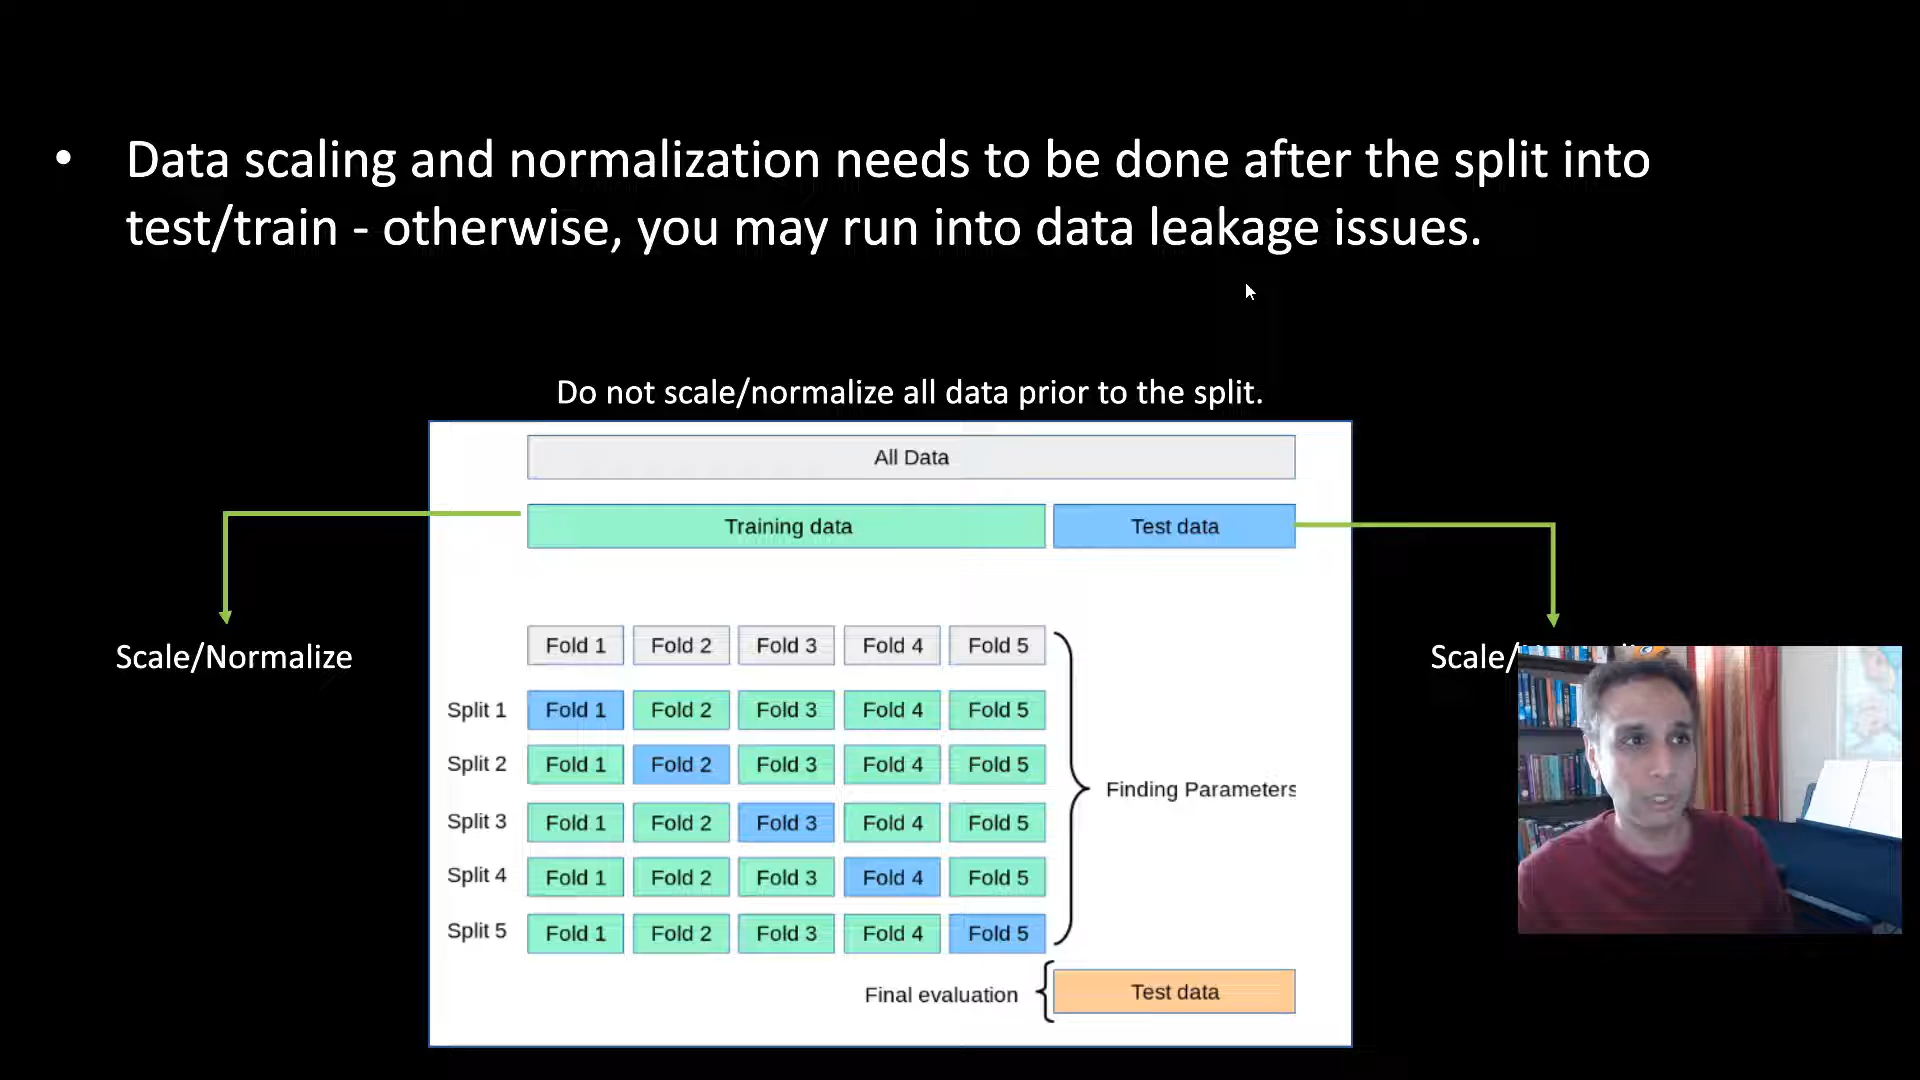 • Data scaling and normalization needs to be done after the split into
test/train - otherwise, you may run into data leakage issues.
Do not scale/normalize all data prior to the split.
All Data
Training data Test data
Scale/Normalize
Scale/
Fold 1 Fold 2 Fold 3 Fold 4 Fold 5
Split 1 Fold 1 Fold 2 Fold 3 Fold 4 Fold 5
Split 2 Fold 1 Fold 2 Fold 3 Fold 4 Fold 5
Finding Parameters
Split 3 Fold 1 Fold 2 Fold 3 Fold 4 Fold 5
Split 4 Fold 1 Fold 2 Fold 3 Fold 4 Fold 5
Split 5 Fold 1 Fold 2 Fold 3 Fold 4 Fold 5
Final evaluation Test data